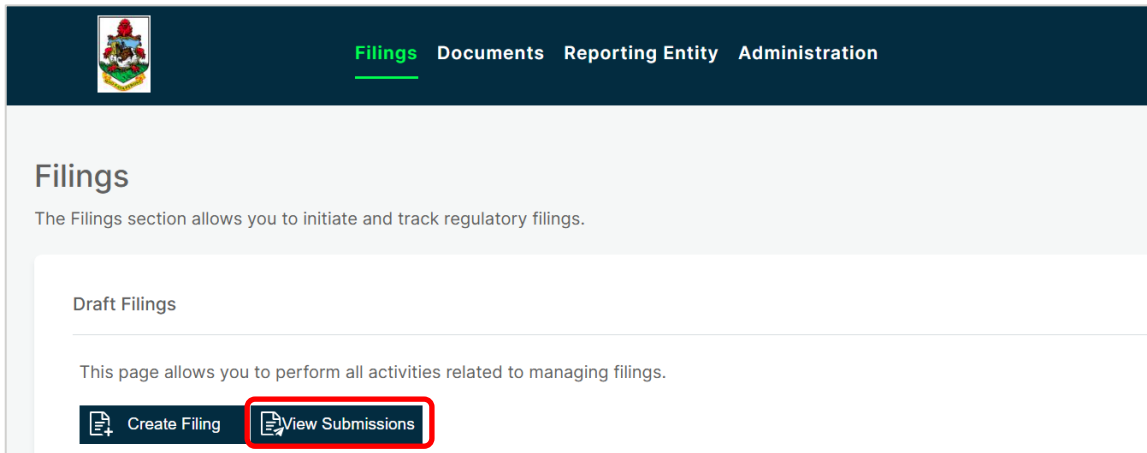 Filings Documents Reporting Entity Administration
Filings
The Filings section allows you to initiate and track regulatory filings.
Draft Filings
This page allows you to perform all activities related to managing filings.
Create Filing View Submissions